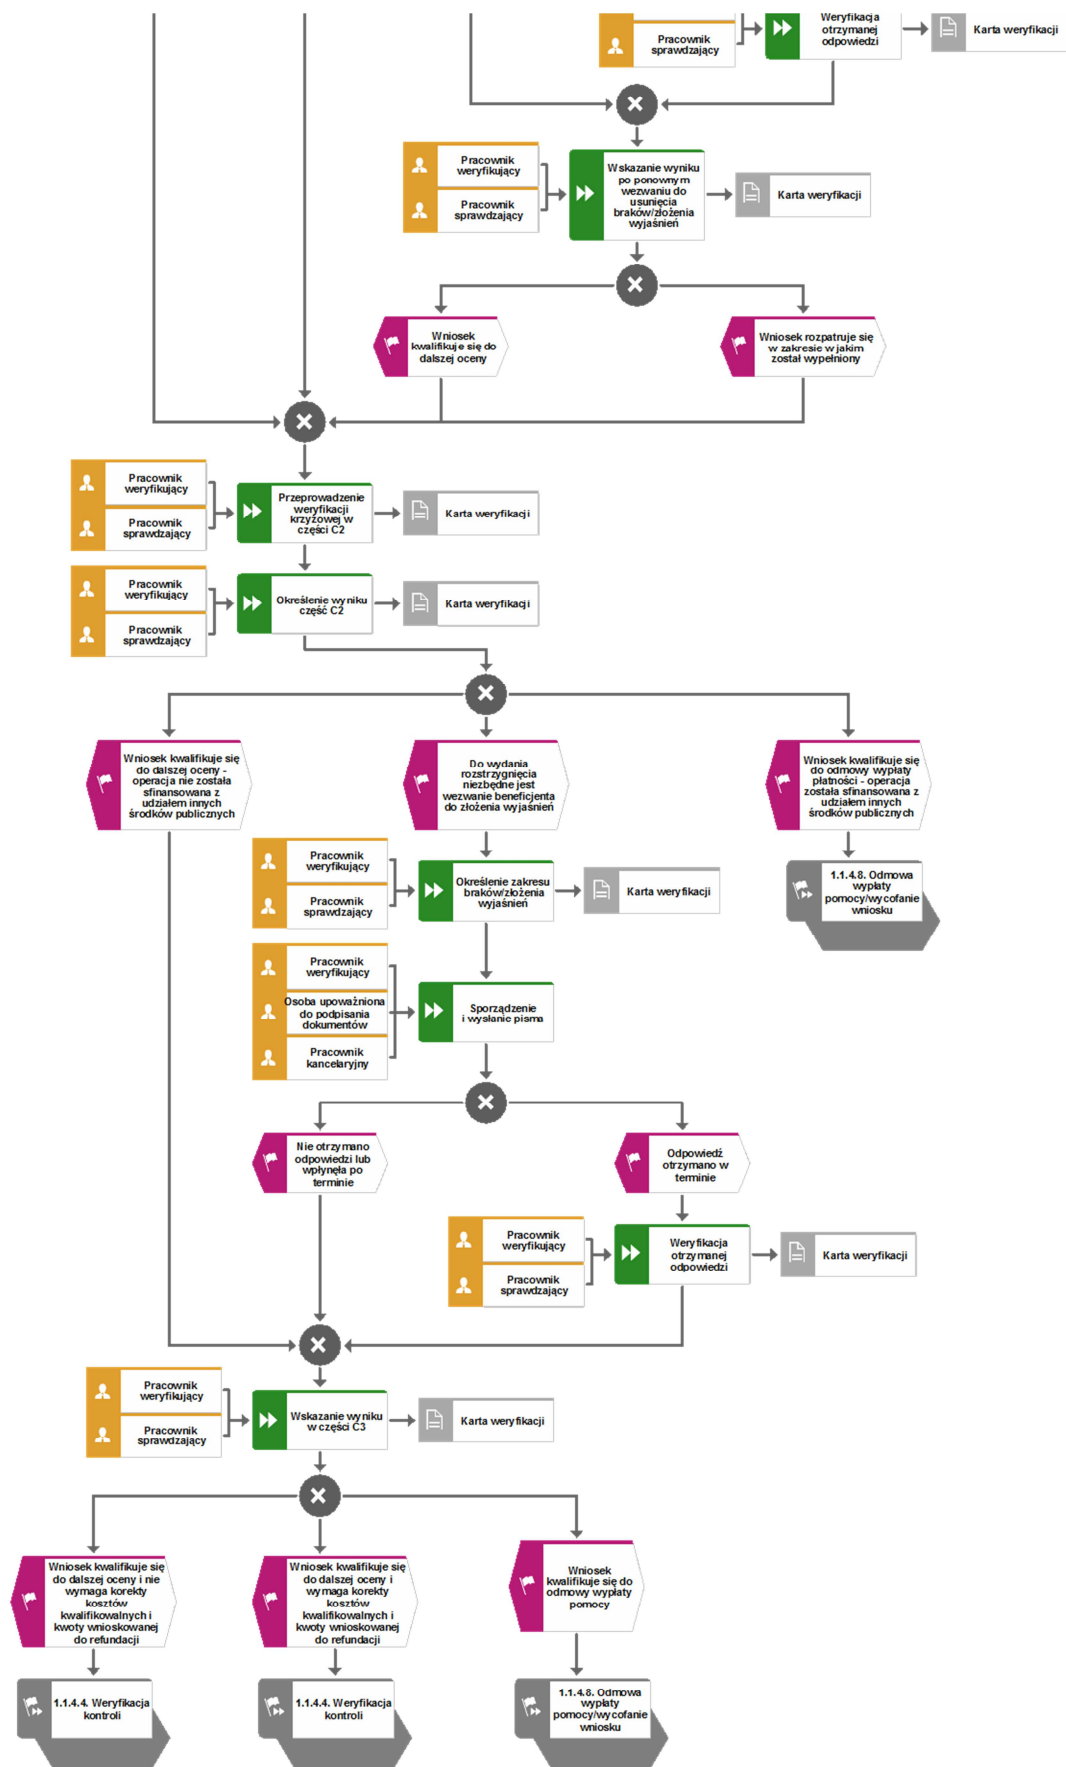 Weryfikacja
otrzymanej
odpowiedzi
Karta weryfikacji
Pracownik
sprawdzający
Pracownik
weryfikujący
Pracownik
sprawdzający
Wskazanie wyniku
po ponownym
wezwaniu do
usunięcia
braków/złożenia
wyjaśnień
Karta weryfikacji
Wniosek
kwalifikuje się do
dalszej oceny
Wniosek rozpatruje się
w zakresie w jakim
został wypełniony
Pracownik
weryfikujący
Pracownik
sprawdzający
Przeprowadzenie
weryfikacji
krzyżowej w
części C2
Karta weryfikacji
Pracownik
weryfikujący
Pracownik
sprawdzający
Określenie wyniku
część C2
Karta weryfikacji
Wniosek kwalifikuje się
do dalszej oceny -
operacja nie została
sfinansowana z
udziałem innych
środków publicznych
Do wydania
rozstrzygnięcia
niezbędne jest
wezwanie beneficjenta
do złożenia wyjaśnień
Wniosek kwalifikuje się
do odmowy wypłaty
płatności - operacja
została sfinansowana z
udziałem innych
środków publicznych
Pracownik
weryfikujący
Pracownik
sprawdzający
Określenie zakresu
braków/złożenia
wyjaśnień
Karta weryfikacji
1.1.4.8. Odmowa
wypłaty
pomocy/wycofanie
wniosku
Pracownik
weryfikujący
Osoba upoważniona
do podpisania
dokumentów
Pracownik
kancelaryjny
Sporządzenie
i wysłanie pisma
Nie otrzymano
odpowiedzi lub
wpłynęła po
terminie
Odpowiedź
otrzymano w
terminie
Pracownik
weryfikujący
Pracownik
sprawdzający
Weryfikacja
otrzymanej
odpowiedzi
Karta weryfikacji
Pracownik
weryfikujący
Pracownik
sprawdzający
Wskazanie wyniku
w części C3
Karta weryfikacji
Wniosek kwalifikuje się
do dalszej oceny i nie
wymaga korekty
kosztów
kwalifikowalnych i
kwoty wnioskowanej
do refundacji
Wniosek kwalifikuje się
do dalszej oceny i
wymaga korekty
kosztów
kwalifikowalnych i
kwoty wnioskowanej
do refundacji
Wniosek
kwalifikuje się do
odmowy wypłaty
pomocy
1.1.4.4. Weryfikacja
kontroli
1.1.4.4. Weryfikacja
kontroli
1.1.4.8. Odmowa
wypłaty
pomocy/wycofanie
wniosku